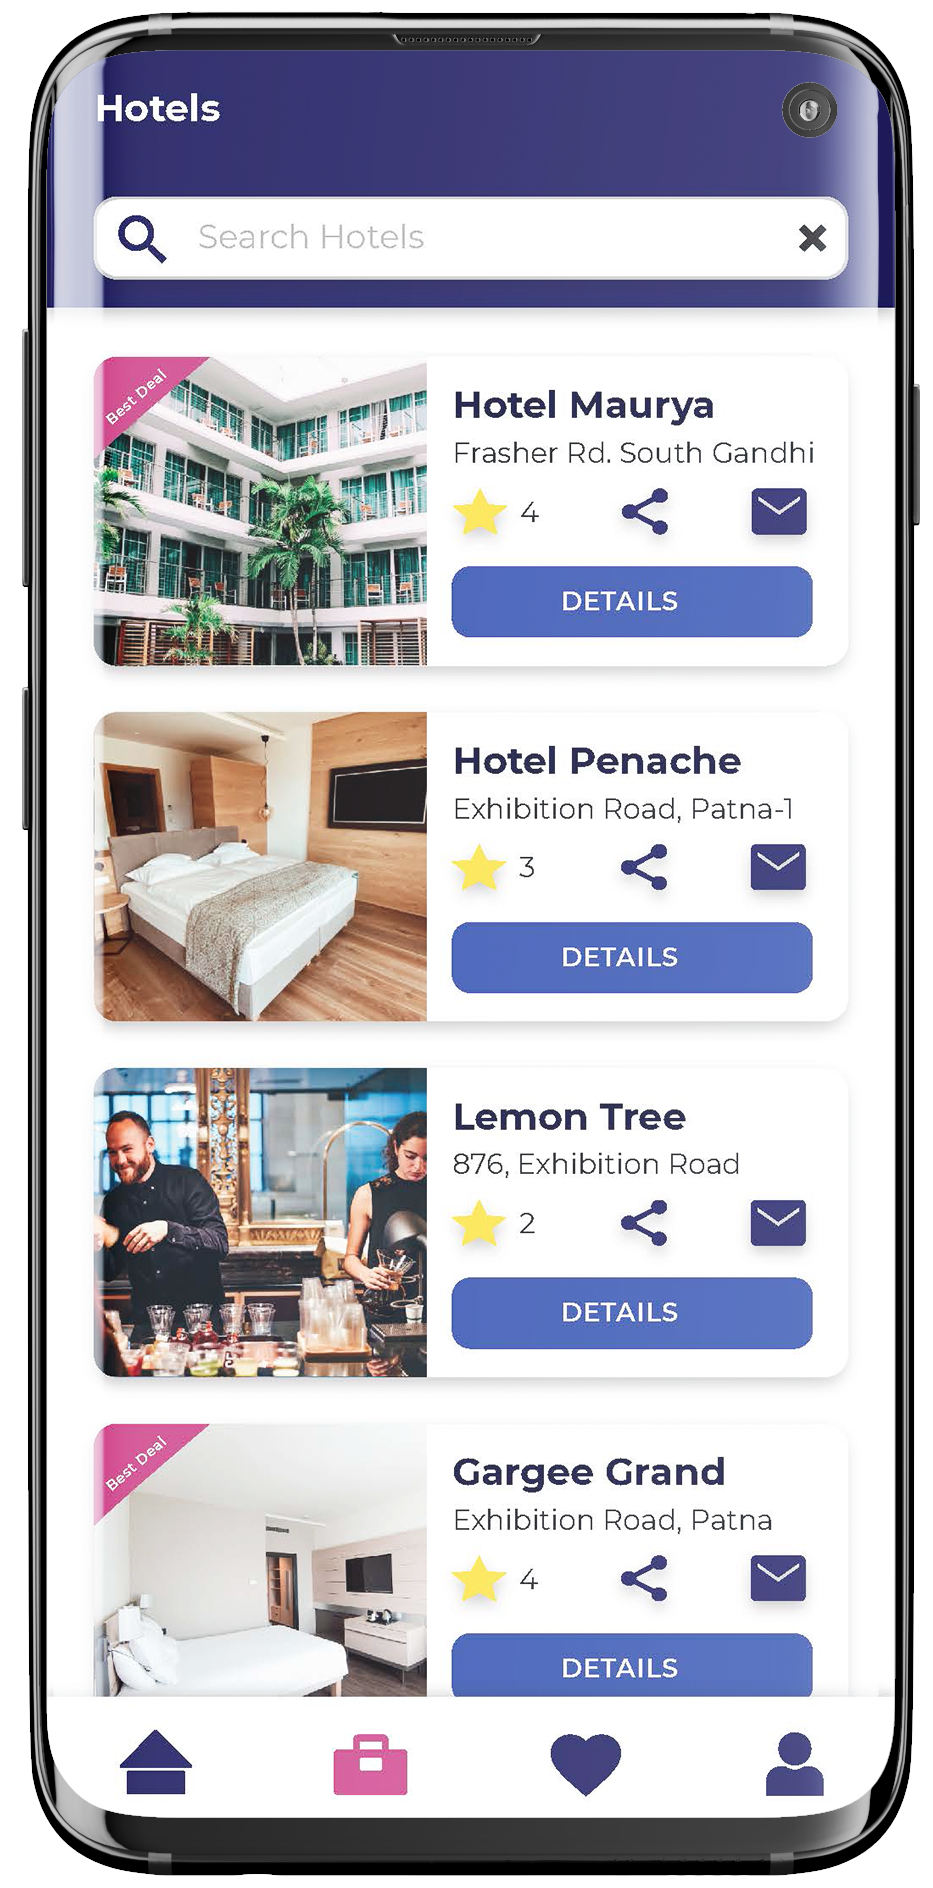 Hotels
Search Hotels
Best Deal
Hotel Maurya
Frasher Rd. South Gandhi
4
DETAILS
Hotel Penache
Exhibition Road, Patna-1
3
DETAILS
Lemon Tree
876, Exhibition Road
2
DETAILS
Best Deal
Gargee Grand
Exhibition Road, Patna
4
DETAILS